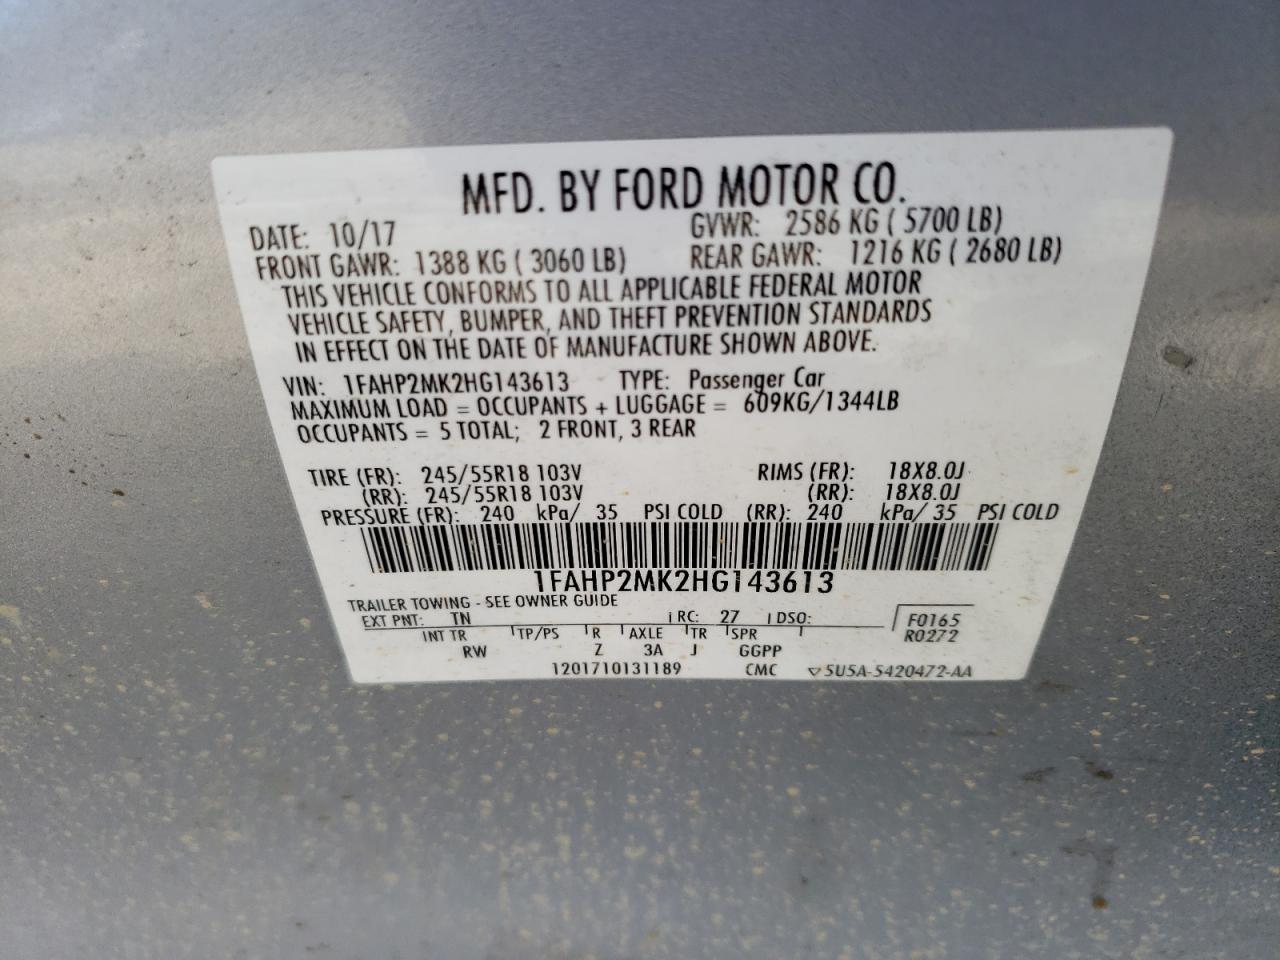 MFD. BY FORD MOTOR CO.
DATE: 10/17 GVWR: 2586 KG ( 5700 LB)
FRONT GAWR: 1388 KG ( 3060 LB) REAR GAWR: 1216 KG ( 2680 LB)
THIS VEHICLE CONFORMS TO ALL APPLICABLE FEDERAL MOTOR
VEHICLE SAFETY, BUMPER, AND THEFT PREVENTION STANDARDS
IN EFFECT ON THE DATE OF MANUFACTURE SHOWN ABOVE.
VIN: 1FAHP2MK2HG143613 TYPE: Passenger Car
MAXIMUM LOAD = OCCUPANTS + LUGGAGE = 609KG/1344LB
OCCUPANTS = 5 TOTAL; 2 FRONT, 3 REAR
TIRE (FR): 245/55R18 103V RIMS (FR): 18X8.0J
(RR): 245/55R18 103V (RR): 18X8.0J
PRESSURE (FR): 240 kPa/ 35 PSI COLD (RR): 240 kPa/ 35 PSI COLD
1FAHP2MK2HG143613
TRAILER TOWING - SEE OWNER GUIDE
EXT PNT: TN RC: 27 DSO: F0165
R0272
INT TR TP/PS R AXLE TR SPR
RW Z 3A J GGPP
1201710131189 CMC ▽5U5A-5420472-AA